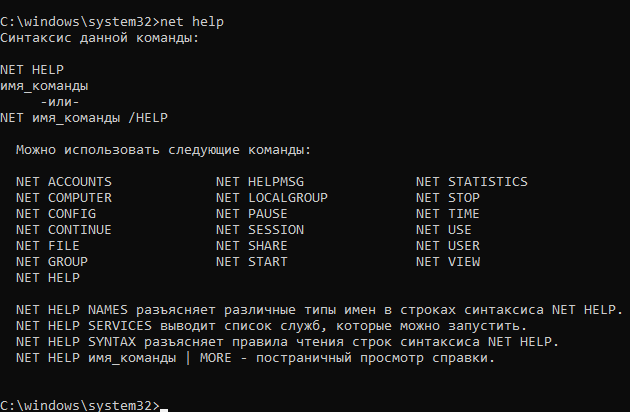 C:\windows\system32>net help
Синтаксис данной команды:
NET HELP
имя_команды
-или-
NET имя_команды /HELP
Можно использовать следующие команды:
NET ACCOUNTS NET HELPMSG NET STATISTICS
NET COMPUTER NET LOCALGROUP NET STOP
NET CONFIG NET PAUSE NET TIME
NET CONTINUE NET SESSION NET USE
NET FILE NET SHARE NET USER
NET GROUP NET START NET VIEW
NET HELP
NET HELP NAMES разъясняет различные типы имен в строках синтаксиса NET HELP.
NET HELP SERVICES выводит список служб, которые можно запустить.
NET HELP SYNTAX разъясняет правила чтения строк синтаксиса NET HELP.
NET HELP имя_команды | MORE - постраничный просмотр справки.
C:\windows\system32>